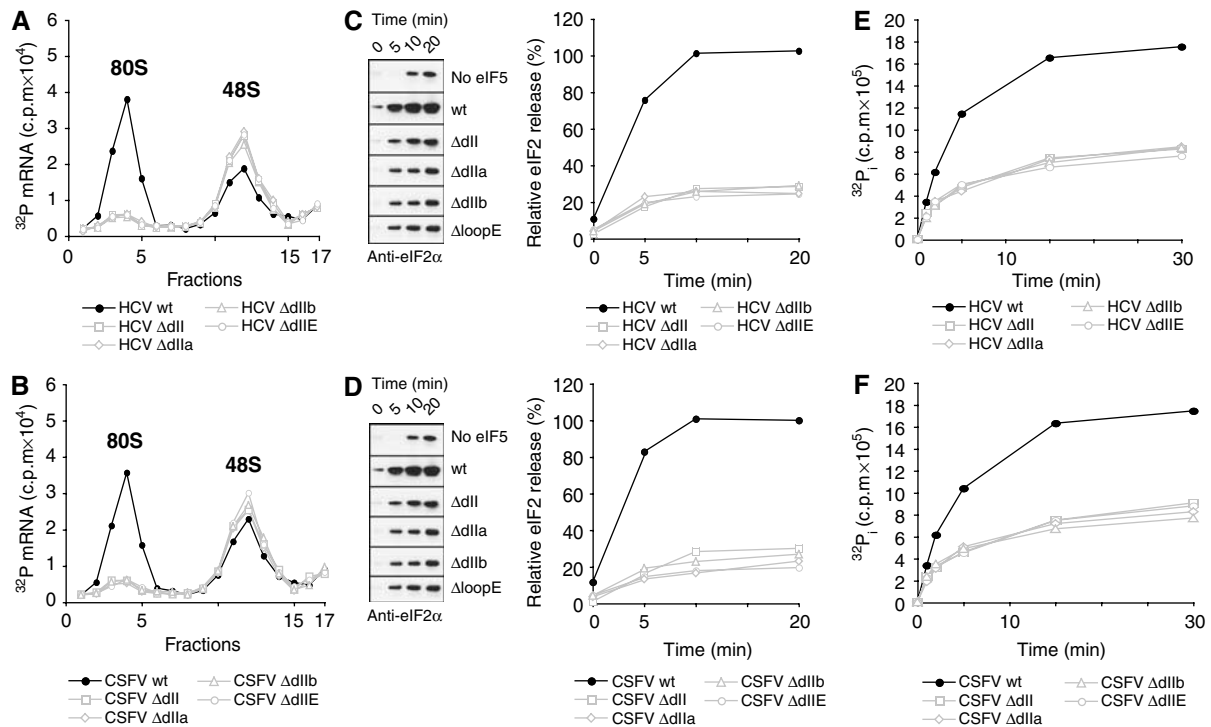 A
³²P mRNA (c.p.m×10⁴)
6
5
4
3
2
1
0
80S
48S
0 5 15 17
Fractions
HCV wt
HCV ΔdII
HCV ΔdIIa
HCV ΔdIIb
HCV ΔdIIE
C
Time (min)
0 5 10 20
No eIF5
wt
ΔdII
ΔdIIa
ΔdIIb
ΔloopE
Anti-eIF2α
Relative eIF2 release (%)
120
100
80
60
40
20
0
0 5 20
Time (min)
HCV wt
HCV ΔdII
HCV ΔdIIa
HCV ΔdIIb
HCV ΔdIIE
E
³²Pᵢ (c.p.m×10⁵)
20
18
16
14
12
10
8
6
4
2
0
0 10 30
Time (min)
HCV wt
HCV ΔdII
HCV ΔdIIa
HCV ΔdIIb
HCV ΔdIIE
B
³²P mRNA (c.p.m×10⁴)
6
5
4
3
2
1
0
80S
48S
0 5 15 17
Fractions
CSFV wt
CSFV ΔdII
CSFV ΔdIIa
CSFV ΔdIIb
CSFV ΔdIIE
D
Time (min)
0 5 10 20
No eIF5
wt
ΔdII
ΔdIIa
ΔdIIb
ΔloopE
Anti-eIF2α
Relative eIF2 release (%)
120
100
80
60
40
20
0
0 5 20
Time (min)
CSFV wt
CSFV ΔdII
CSFV ΔdIIa
CSFV ΔdIIb
CSFV ΔdIIE
F
³²Pᵢ (c.p.m×10⁵)
20
18
16
14
12
10
8
6
4
2
0
0 10 30
Time (min)
CSFV wt
CSFV ΔdII
CSFV ΔdIIa
CSFV ΔdIIb
CSFV ΔdIIE